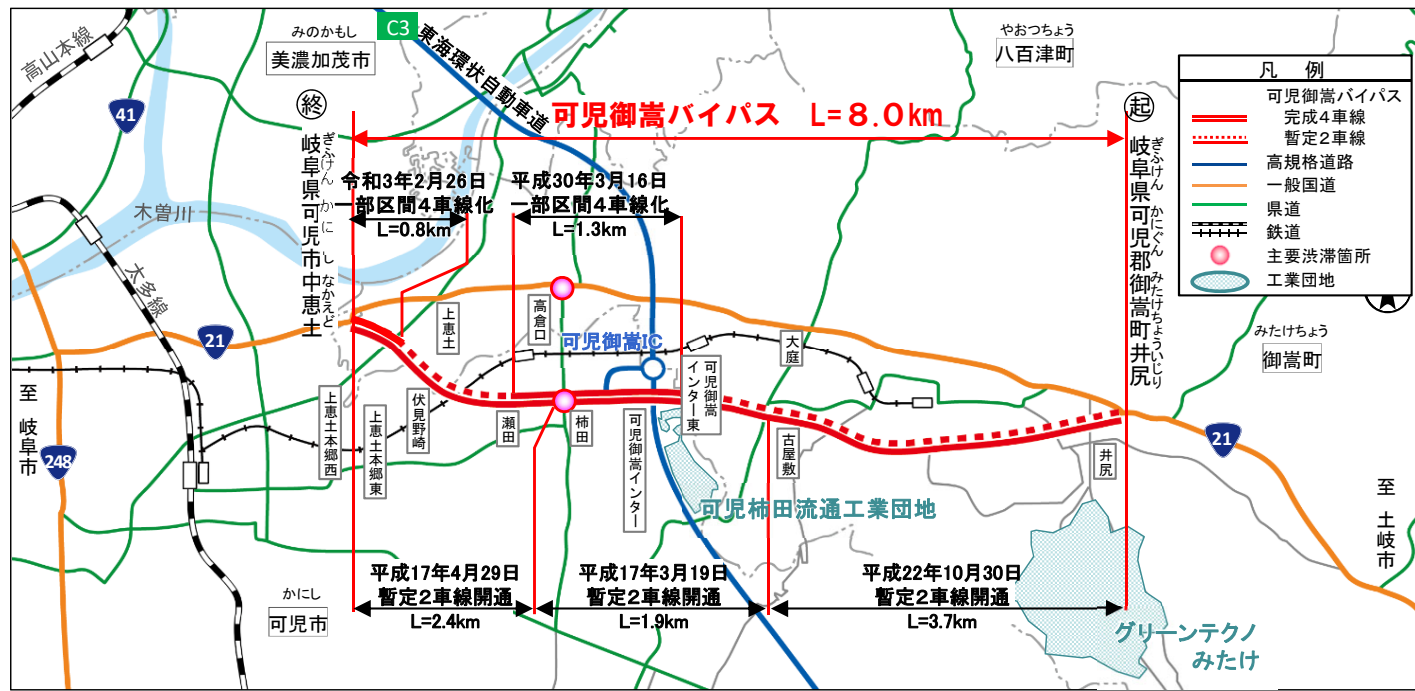 高山本線
41
みのかもし
美濃加茂市
C3
東海環状自動車道
やおつちょう
八百津町
凡 例
可児御嵩バイパス
完成4車線
暫定2車線
高規格道路
一般国道
県道
鉄道
主要渋滞箇所
工業団地
可児御嵩バイパス L=8.0km
終
岐阜県可児市中恵土
ぎふけん かにし なかえど
起
岐阜県可児郡御嵩町井尻
ぎふけん かにぐん みたけちょういじり
令和3年2月26日
一部区間4車線化
L=0.8km
平成30年3月16日
一部区間4車線化
L=1.3km
木曽川
太多線
21
上恵土
高倉口
可児御嵩IC
大庭
みたけちょう
御嵩町
至 岐阜市
248
上恵土本郷西
上恵土本郷東
伏見野崎
瀬田
柿田
可児御嵩インター
可児御嵩
インター東
古屋敷
井尻
21
至 土岐市
可児柿田流通工業団地
平成17年4月29日
暫定2車線開通
L=2.4km
平成17年3月19日
暫定2車線開通
L=1.9km
平成22年10月30日
暫定2車線開通
L=3.7km
かにし
可児市
グリーンテクノ
みたけ